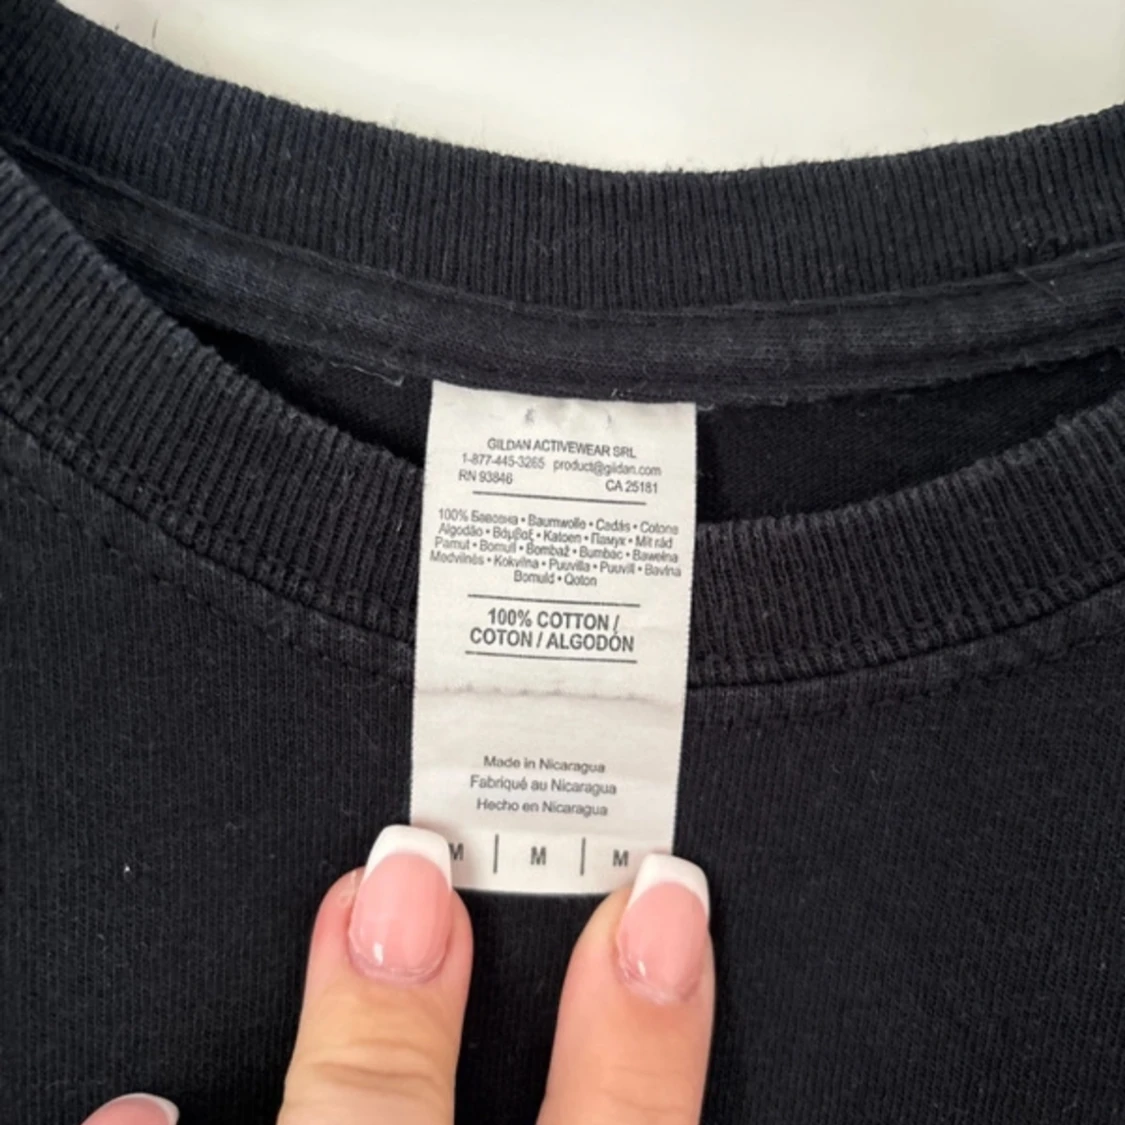 GILDAN ACTIVEWEAR SRL
1-877-445-3265 product@gildan.com
RN 93846 CA 25181
100% Бавовна • Baumwolle • Cadás • Cotone
Algodão • Βάμβαξ • Katoen • Памук • Mit rád
Pamut • Bomull • Bombaž • Bumbac • Bawełna
Medvilnės • Kokvilna • Puuvilla • Puuvill • Bavlna
Bomuld • Qoton
100% COTTON /
COTON / ALGODÓN
Made in Nicaragua
Fabriqué au Nicaragua
Hecho en Nicaragua
M | M | M